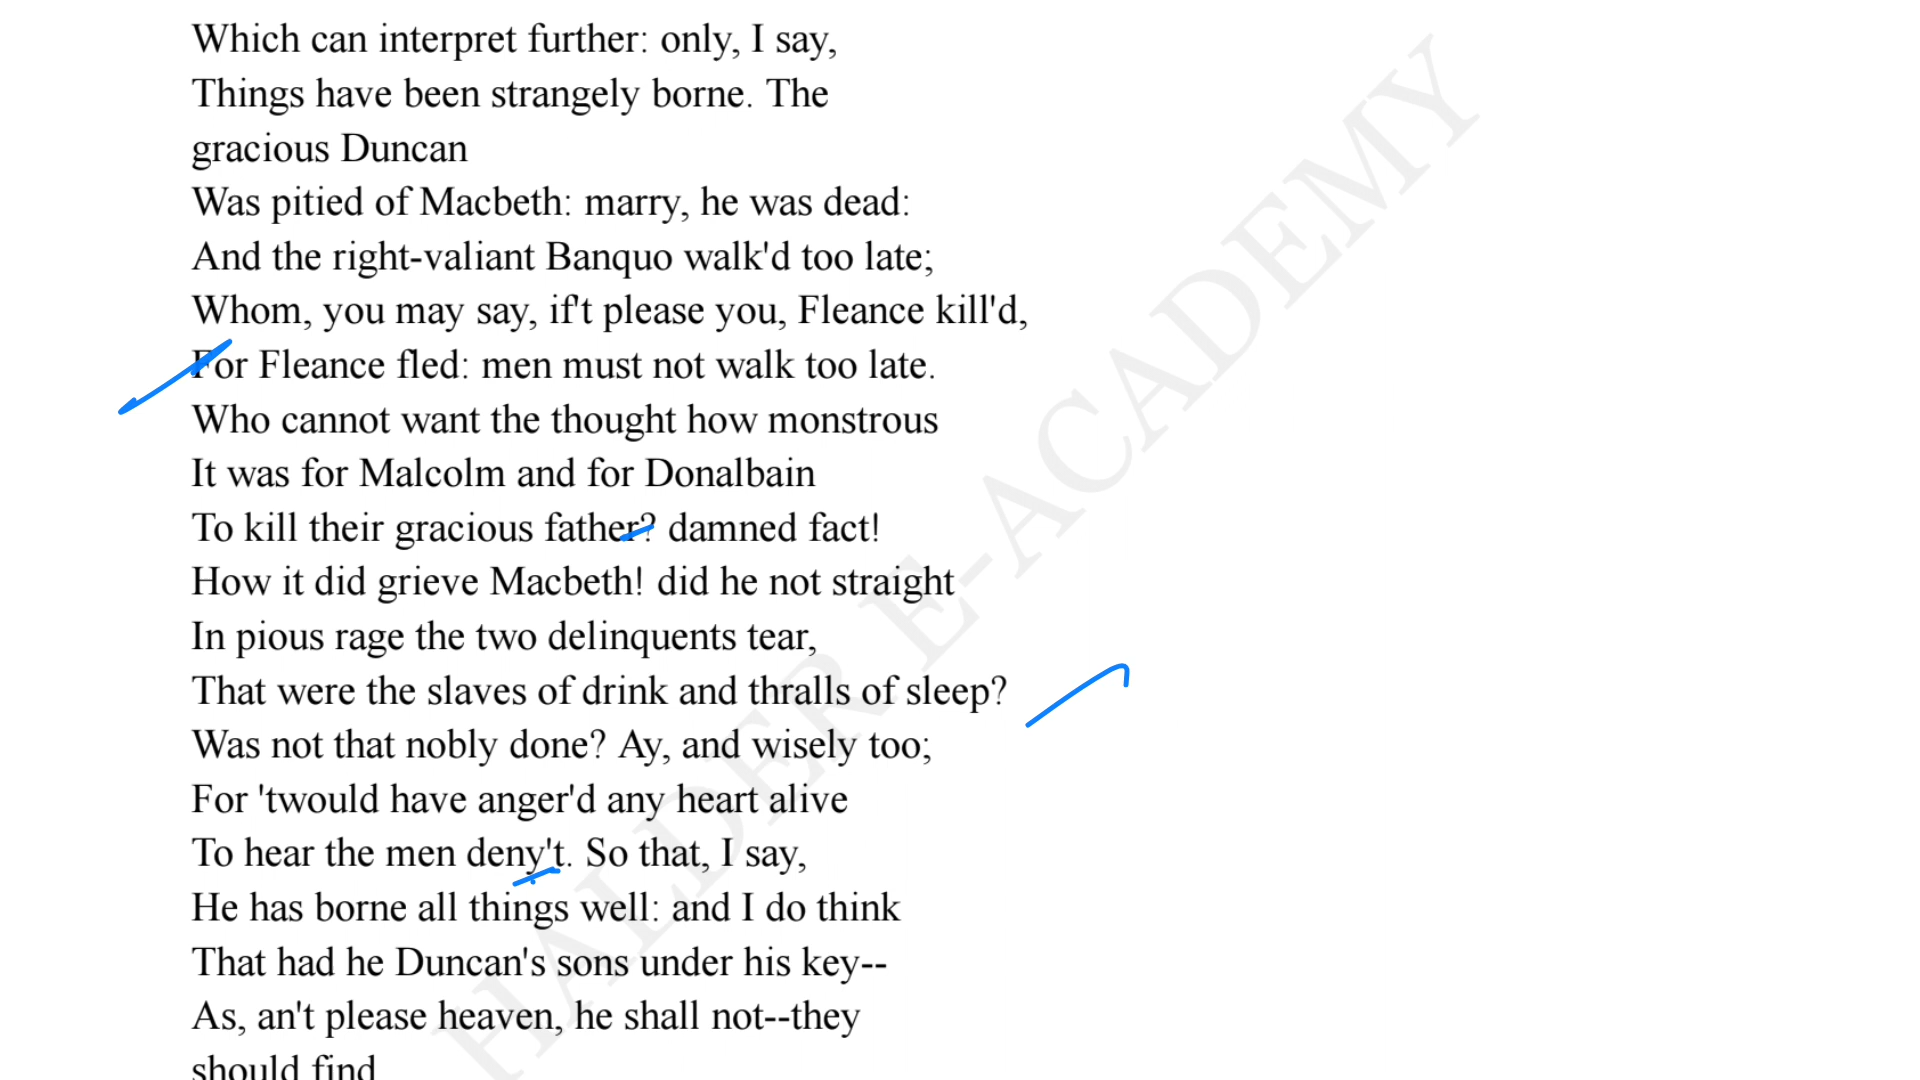 Which can interpret further: only, I say,
Things have been strangely borne. The
gracious Duncan
Was pitied of Macbeth: marry, he was dead:
And the right-valiant Banquo walk'd too late;
Whom, you may say, if't please you, Fleance kill'd,
For Fleance fled: men must not walk too late.
Who cannot want the thought how monstrous
It was for Malcolm and for Donalbain
To kill their gracious father? damned fact!
How it did grieve Macbeth! did he not straight
In pious rage the two delinquents tear,
That were the slaves of drink and thralls of sleep?
Was not that nobly done? Ay, and wisely too;
For 'twould have anger'd any heart alive
To hear the men deny't. So that, I say,
He has borne all things well: and I do think
That had he Duncan's sons under his key--
As, an't please heaven, he shall not--they
should find
HALDER E-ACADEMY